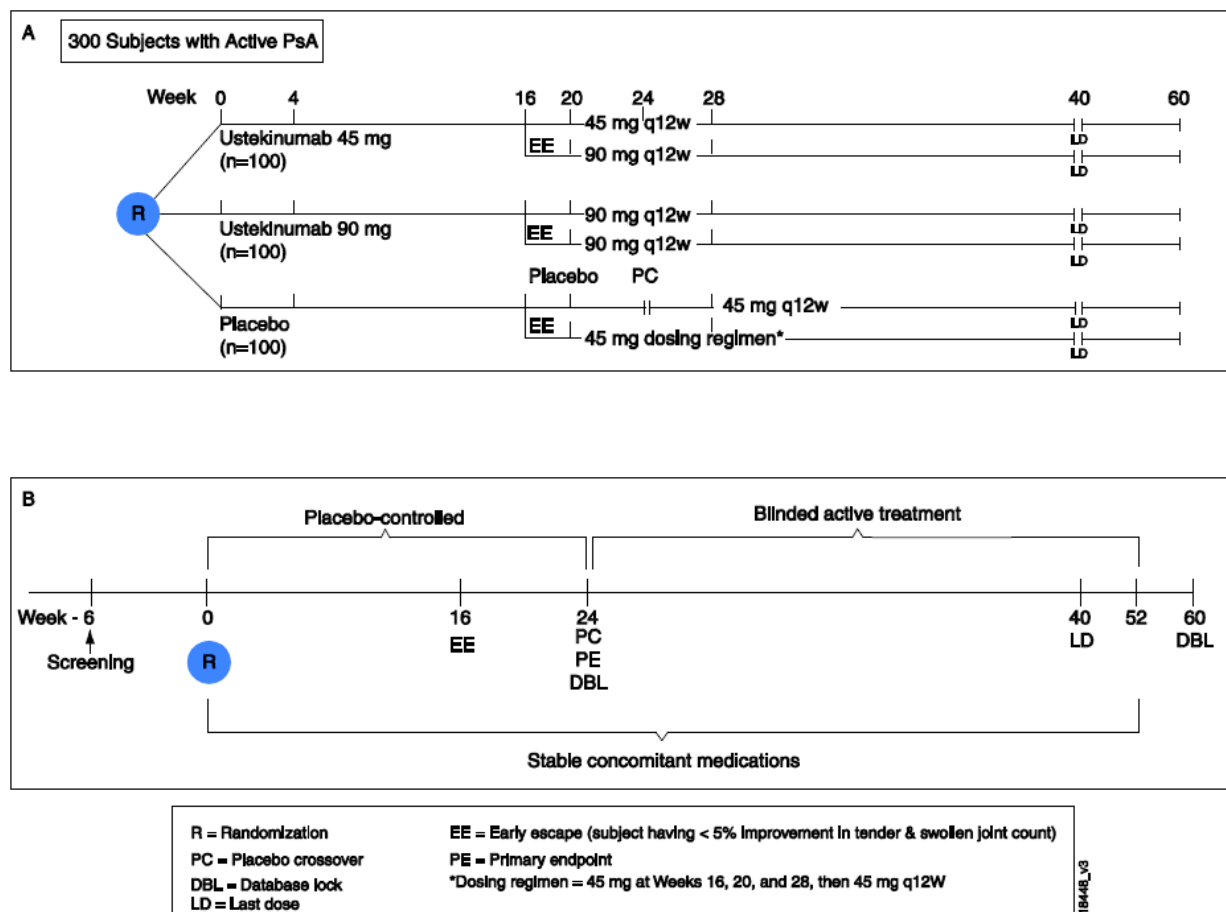 A
300 Subjects with Active PsA
Week 0 4 16 20 24 28 40 60
45 mg q12w
Ustekinumab 45 mg
(n=100)
EE
LD
90 mg q12w
LD
R
90 mg q12w
Ustekinumab 90 mg
(n=100)
EE
LD
90 mg q12w
LD
Placebo PC
45 mg q12w
Placebo
(n=100)
EE
LD
45 mg dosing regimen*
LD
B
Placebo-controlled
Blinded active treatment
Week - 6 0 16 24 40 52 60
Screening
R
EE
PC
PE
DBL
LD
DBL
Stable concomitant medications
R = Randomization
PC = Placebo crossover
DBL = Database lock
LD = Last dose
EE = Early escape (subject having < 5% improvement in tender & swollen joint count)
PE = Primary endpoint
*Dosing regimen = 45 mg at Weeks 16, 20, and 28, then 45 mg q12W
18448_v3